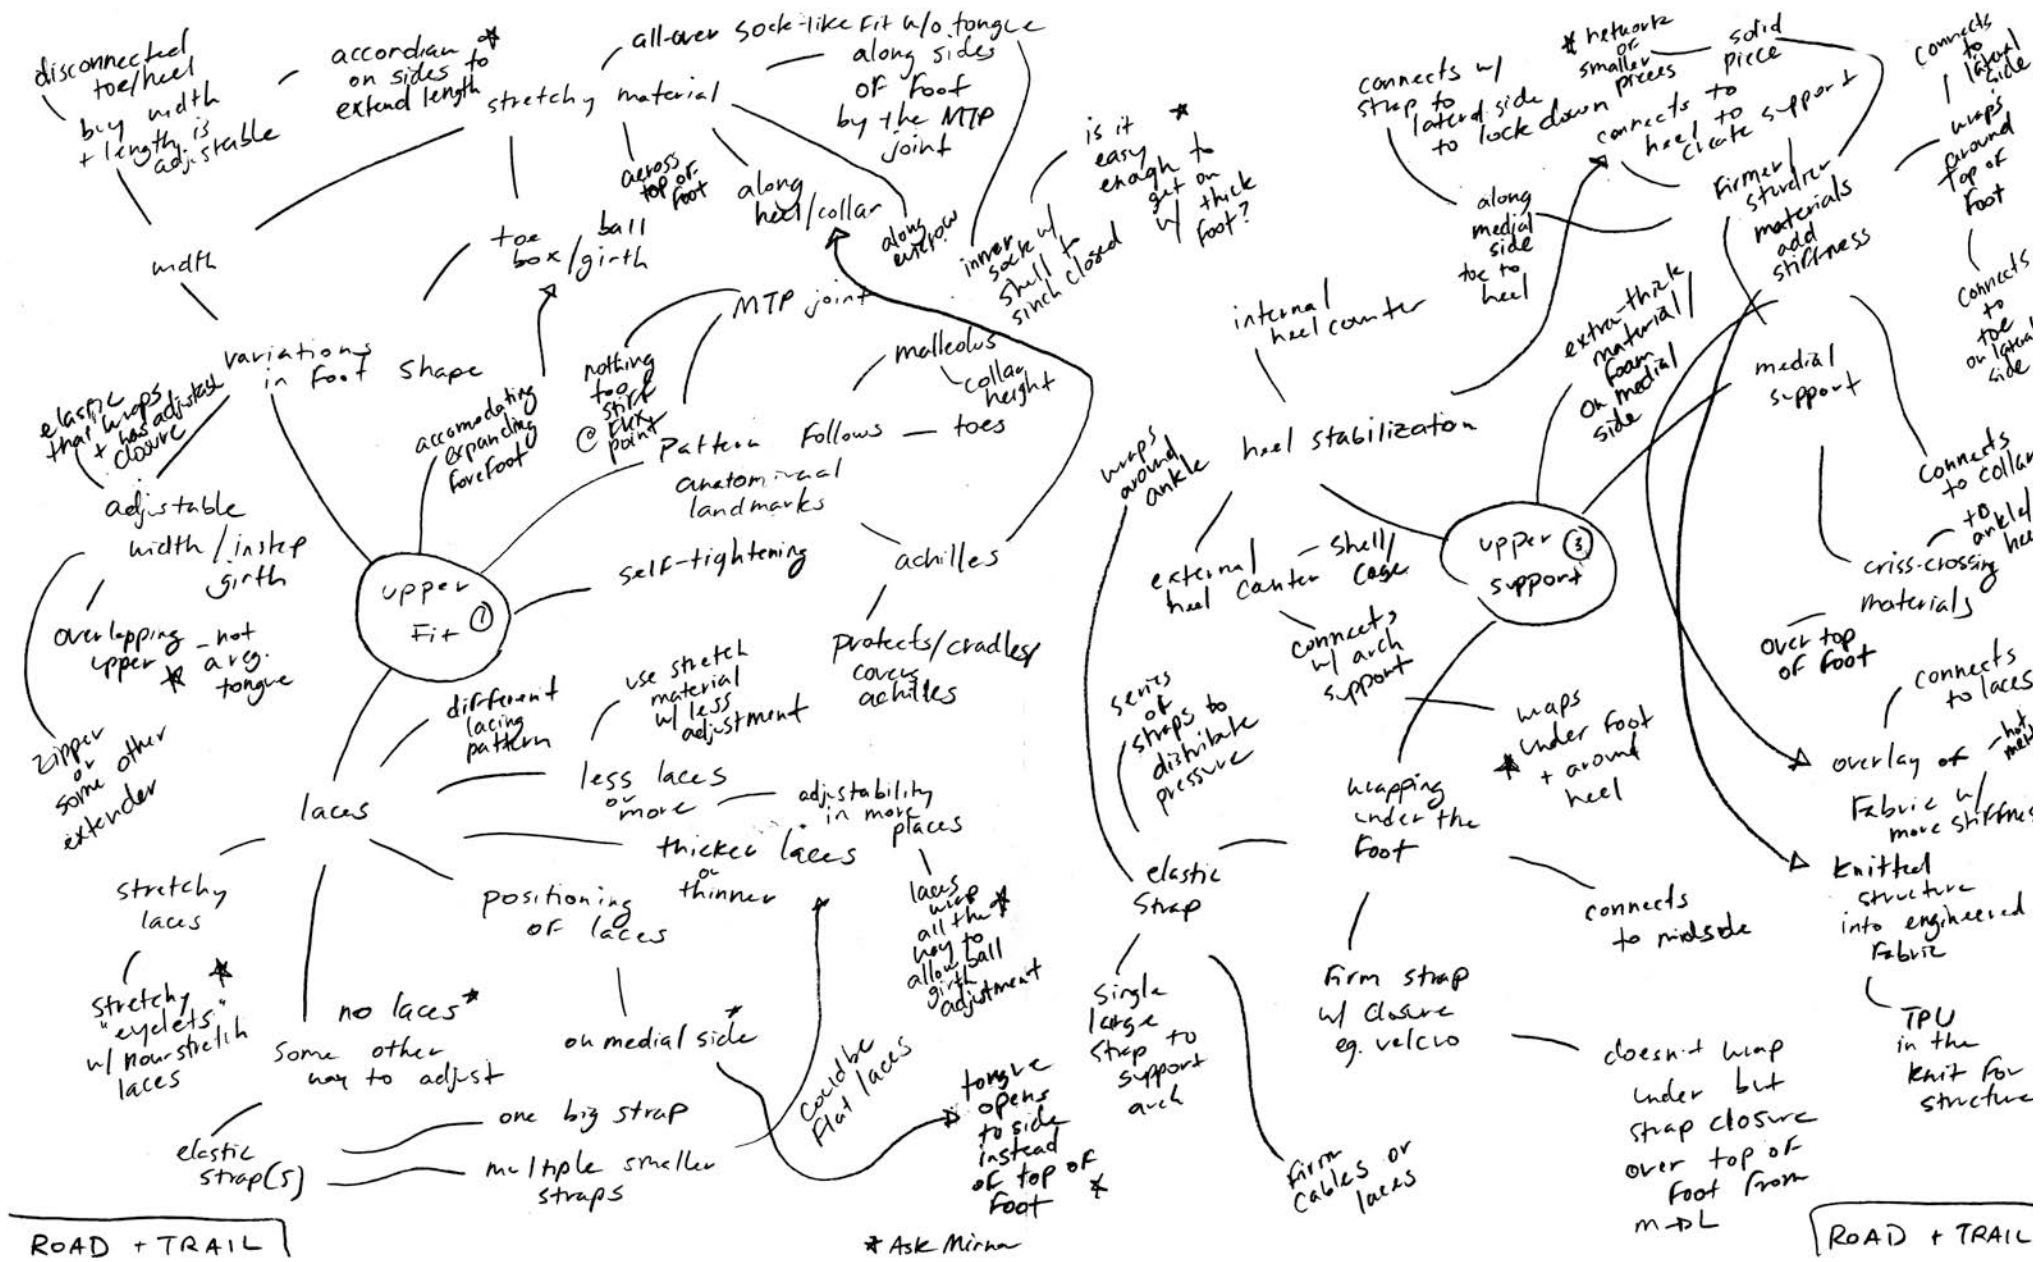 disconnected
toe/heel
buy width
+ length is
adjustable
accordian *
on sides to
extend length
stretchy material
all-over sock-like fit w/o tongue
along sides
of foot
by the MTP
joint
across
top of
foot
along
heel/collar
along
inner
sock w/
shell to
sinch closed
is it *
easy
enough to
get on
w/ thick
foot?
width
toe
box/
ball
girth
variations
in foot shape
elastic
that wraps
+ has adjustable
closure
adjustable
width/instep
girth
overlapping
upper *
- not
a reg.
tongue
zipper
or
some other
extender
accomodating
expanding
forefoot
nothing
too
stiff
@ flex
point
MTP joint
malleolus
collar
height
pattern follows
anatomical
landmarks
toes
achilles
protects/cradles/
covers
achilles
self-tightening
upper
Fit ①
laces
different
lacing
pattern
use stretch
material
w/ less
adjustment
less laces
or
more
adjustability
in more
places
thicker laces
or
thinner
laces
wrap
all the *
way to
allow ball
girth
adjustment
positioning
of laces
stretchy
laces
stretchy *
"eyelets"
w/ non-stretch
laces
no laces *
some other
way to adjust
on medial side *
elastic
strap(s)
one big strap
multiple smaller
straps
could be
flat laces
tongue
opens
to side
instead
of top of
foot *
ROAD + TRAIL
* Ask Mirna
connects w/
strap to
lateral side
to lock down
* network
of
smaller
pieces
solid
piece
connects to
heel to
create support
connects
to
lateral
side
wraps
around
top of
foot
connects
to
toe
on lateral
side
along
medial
side
toe to
heel
firmer/
sturdier
materials
add
stiffness
internal
heel counter
extra-thick
material/
foam
on medial
side
medial
support
heel stabilization
wraps
around
ankle
external
heel counter
- shell/
cage
connects
w/ arch
support
upper ③
support
connects
to collar
to
ankle/
heel
criss-crossing
materials
over top
of foot
connects
to laces
overlay of
fabric w/
more stiffness
- hot
melt
knitted
structure
into engineered
fabric
TPU
in the
knit for
structure
series
of
straps to
distribute
pressure
wraps
* under foot
+ around
heel
wrapping
under the
foot
elastic
strap
connects
to midside
single
large
strap to
support
arch
firm strap
w/ closure
eg. velcro
firm
cables or
laces
doesn't wrap
under but
strap closure
over top of
foot from
M→L
ROAD + TRAIL